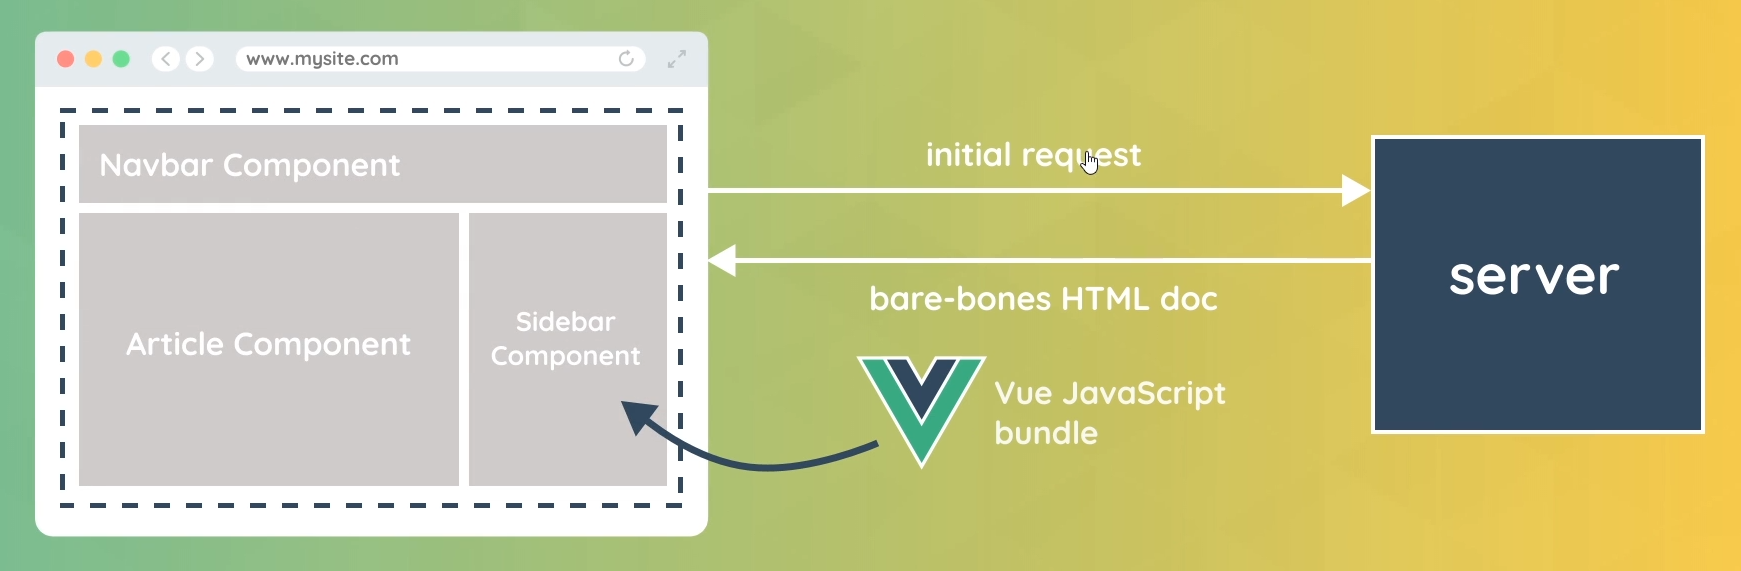 www.mysite.com
Navbar Component
Article Component
Sidebar
Component
initial request
bare-bones HTML doc
Vue JavaScript
bundle
server